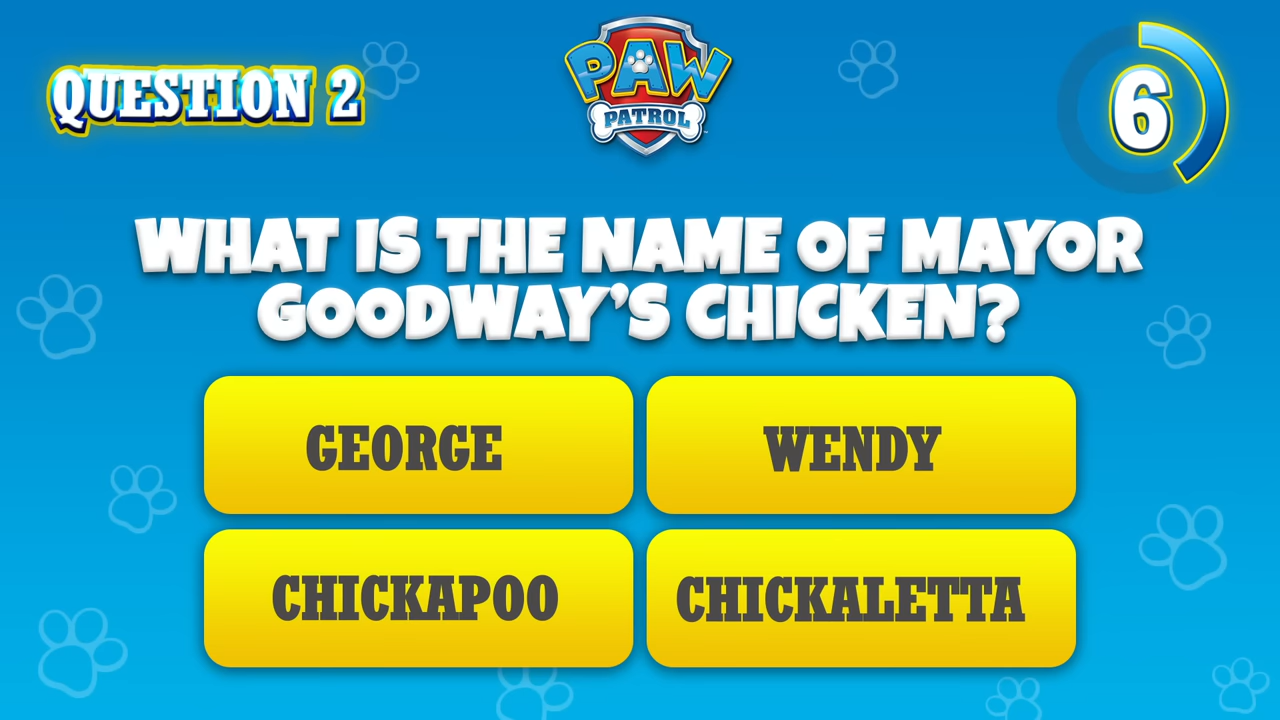 QUESTION 2
PAW
PATROL
6
WHAT IS THE NAME OF MAYOR
GOODWAY'S CHICKEN?
GEORGE
WENDY
CHICKAPOO
CHICKALETTA